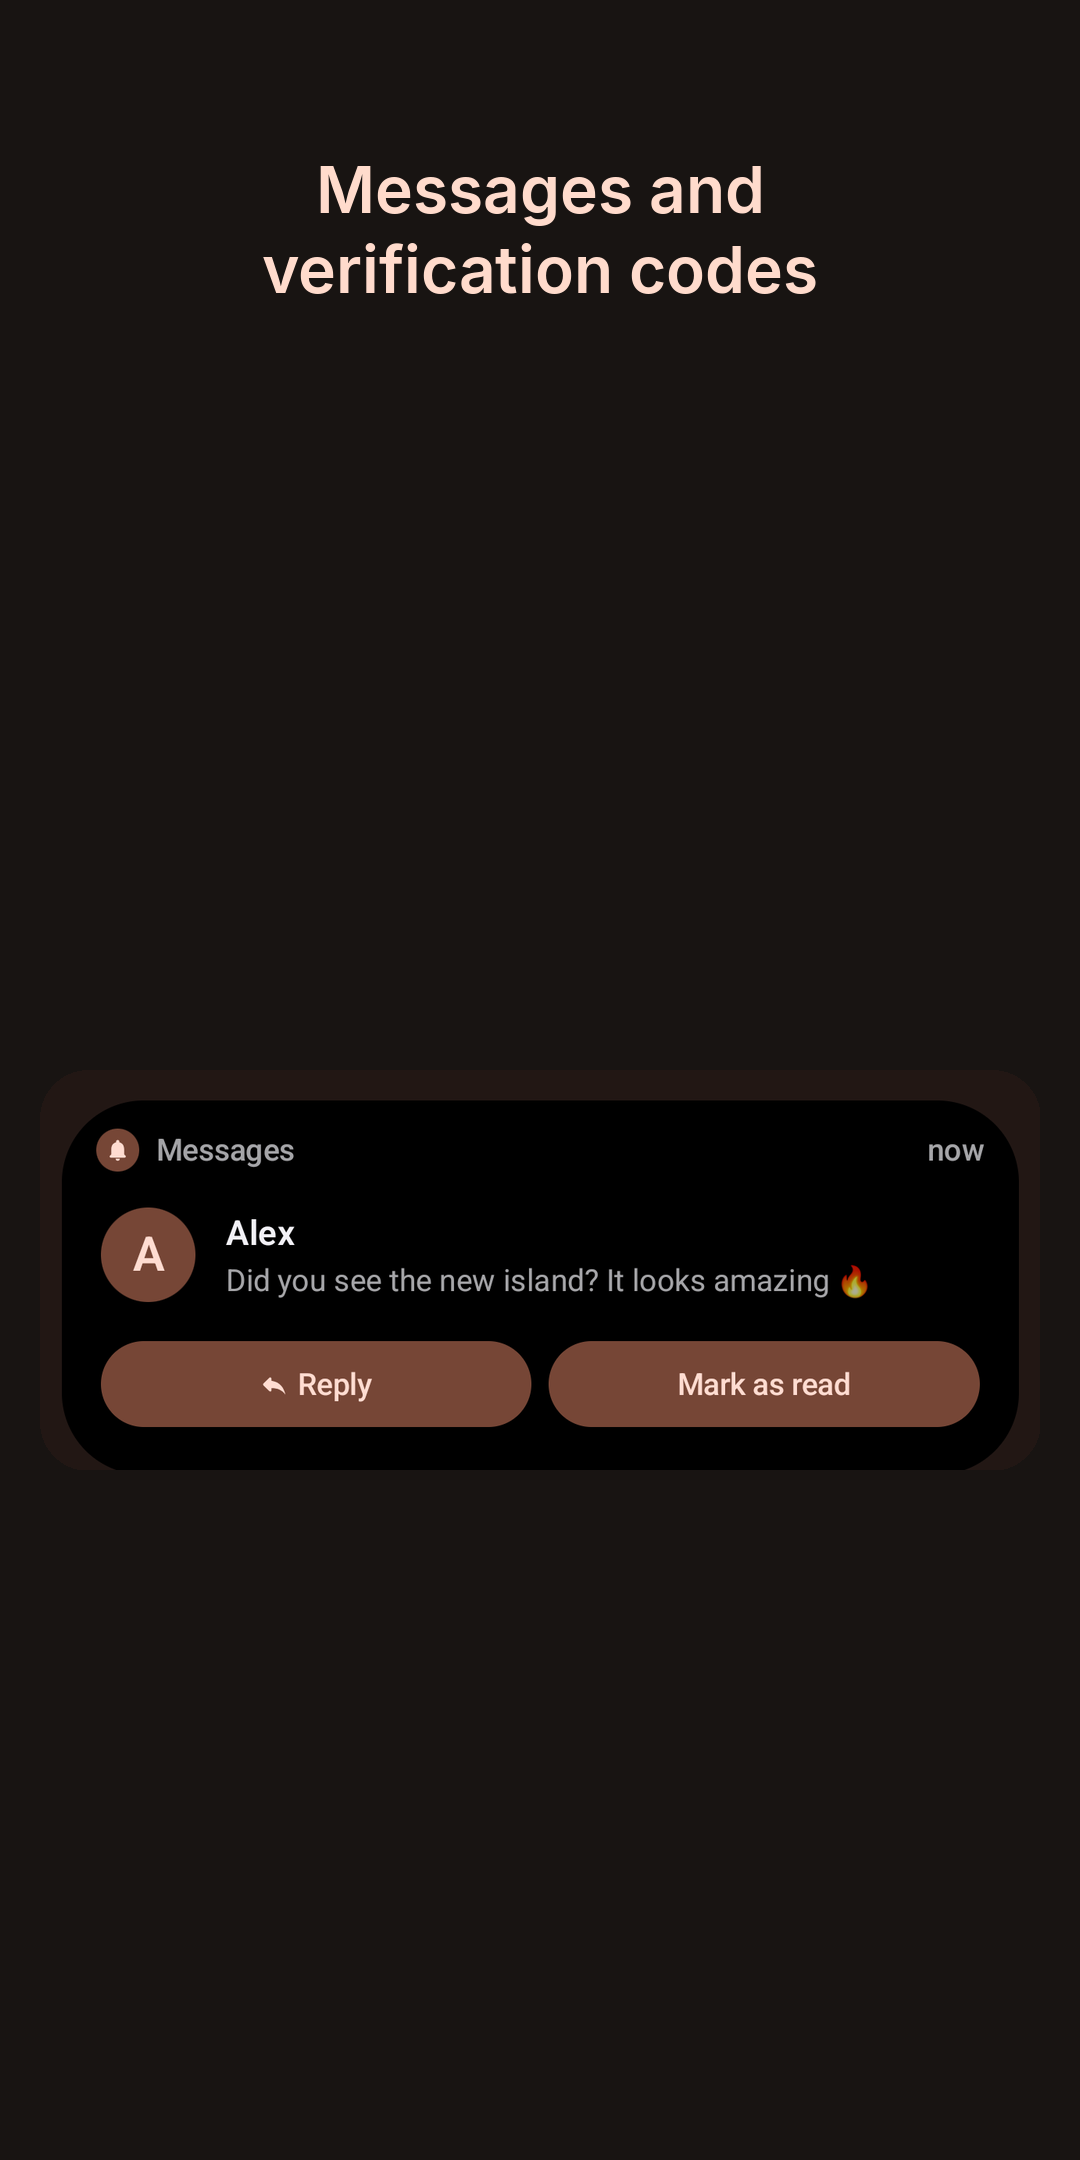 Messages and
verification codes
Messages now
A
Alex
Did you see the new island? It looks amazing 🔥
Reply Mark as read